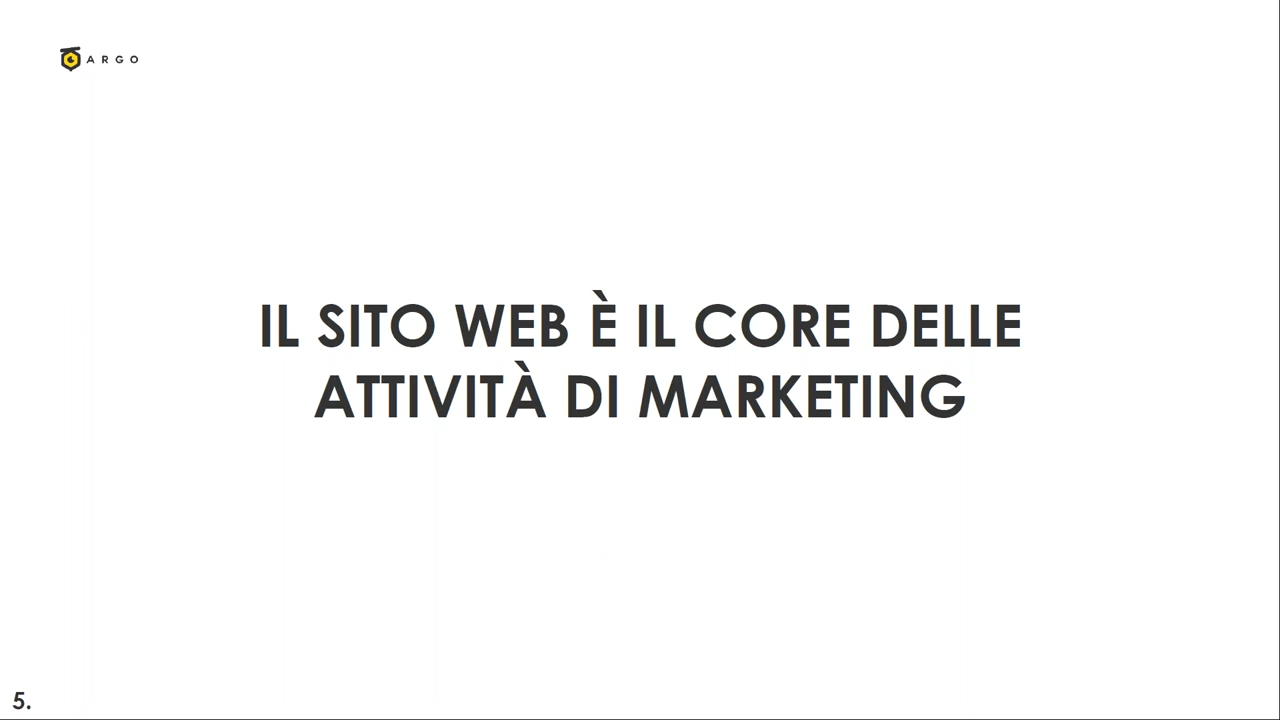 ARGO
IL SITO WEB È IL CORE DELLE
ATTIVITÀ DI MARKETING
5.